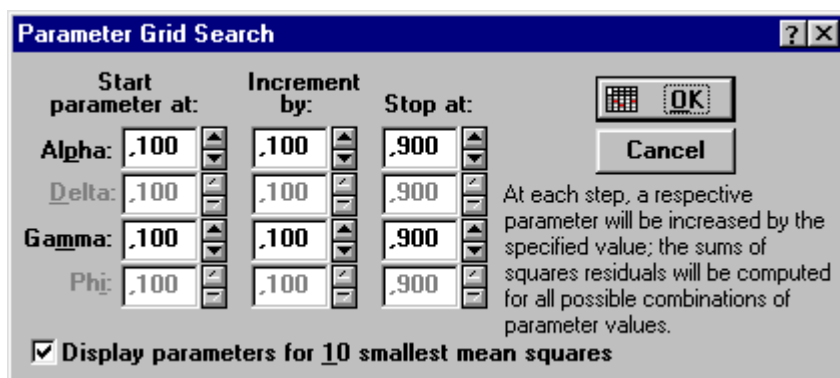 Parameter Grid Search
Start parameter at:
Increment by:
Stop at:
Alpha: ,100 ,100 ,900
Delta: ,100 ,100 ,900
Gamma: ,100 ,100 ,900
Phi: ,100 ,100 ,900
OK
Cancel
At each step, a respective
parameter will be increased by the
specified value; the sums of
squares residuals will be computed
for all possible combinations of
parameter values.
Display parameters for 10 smallest mean squares